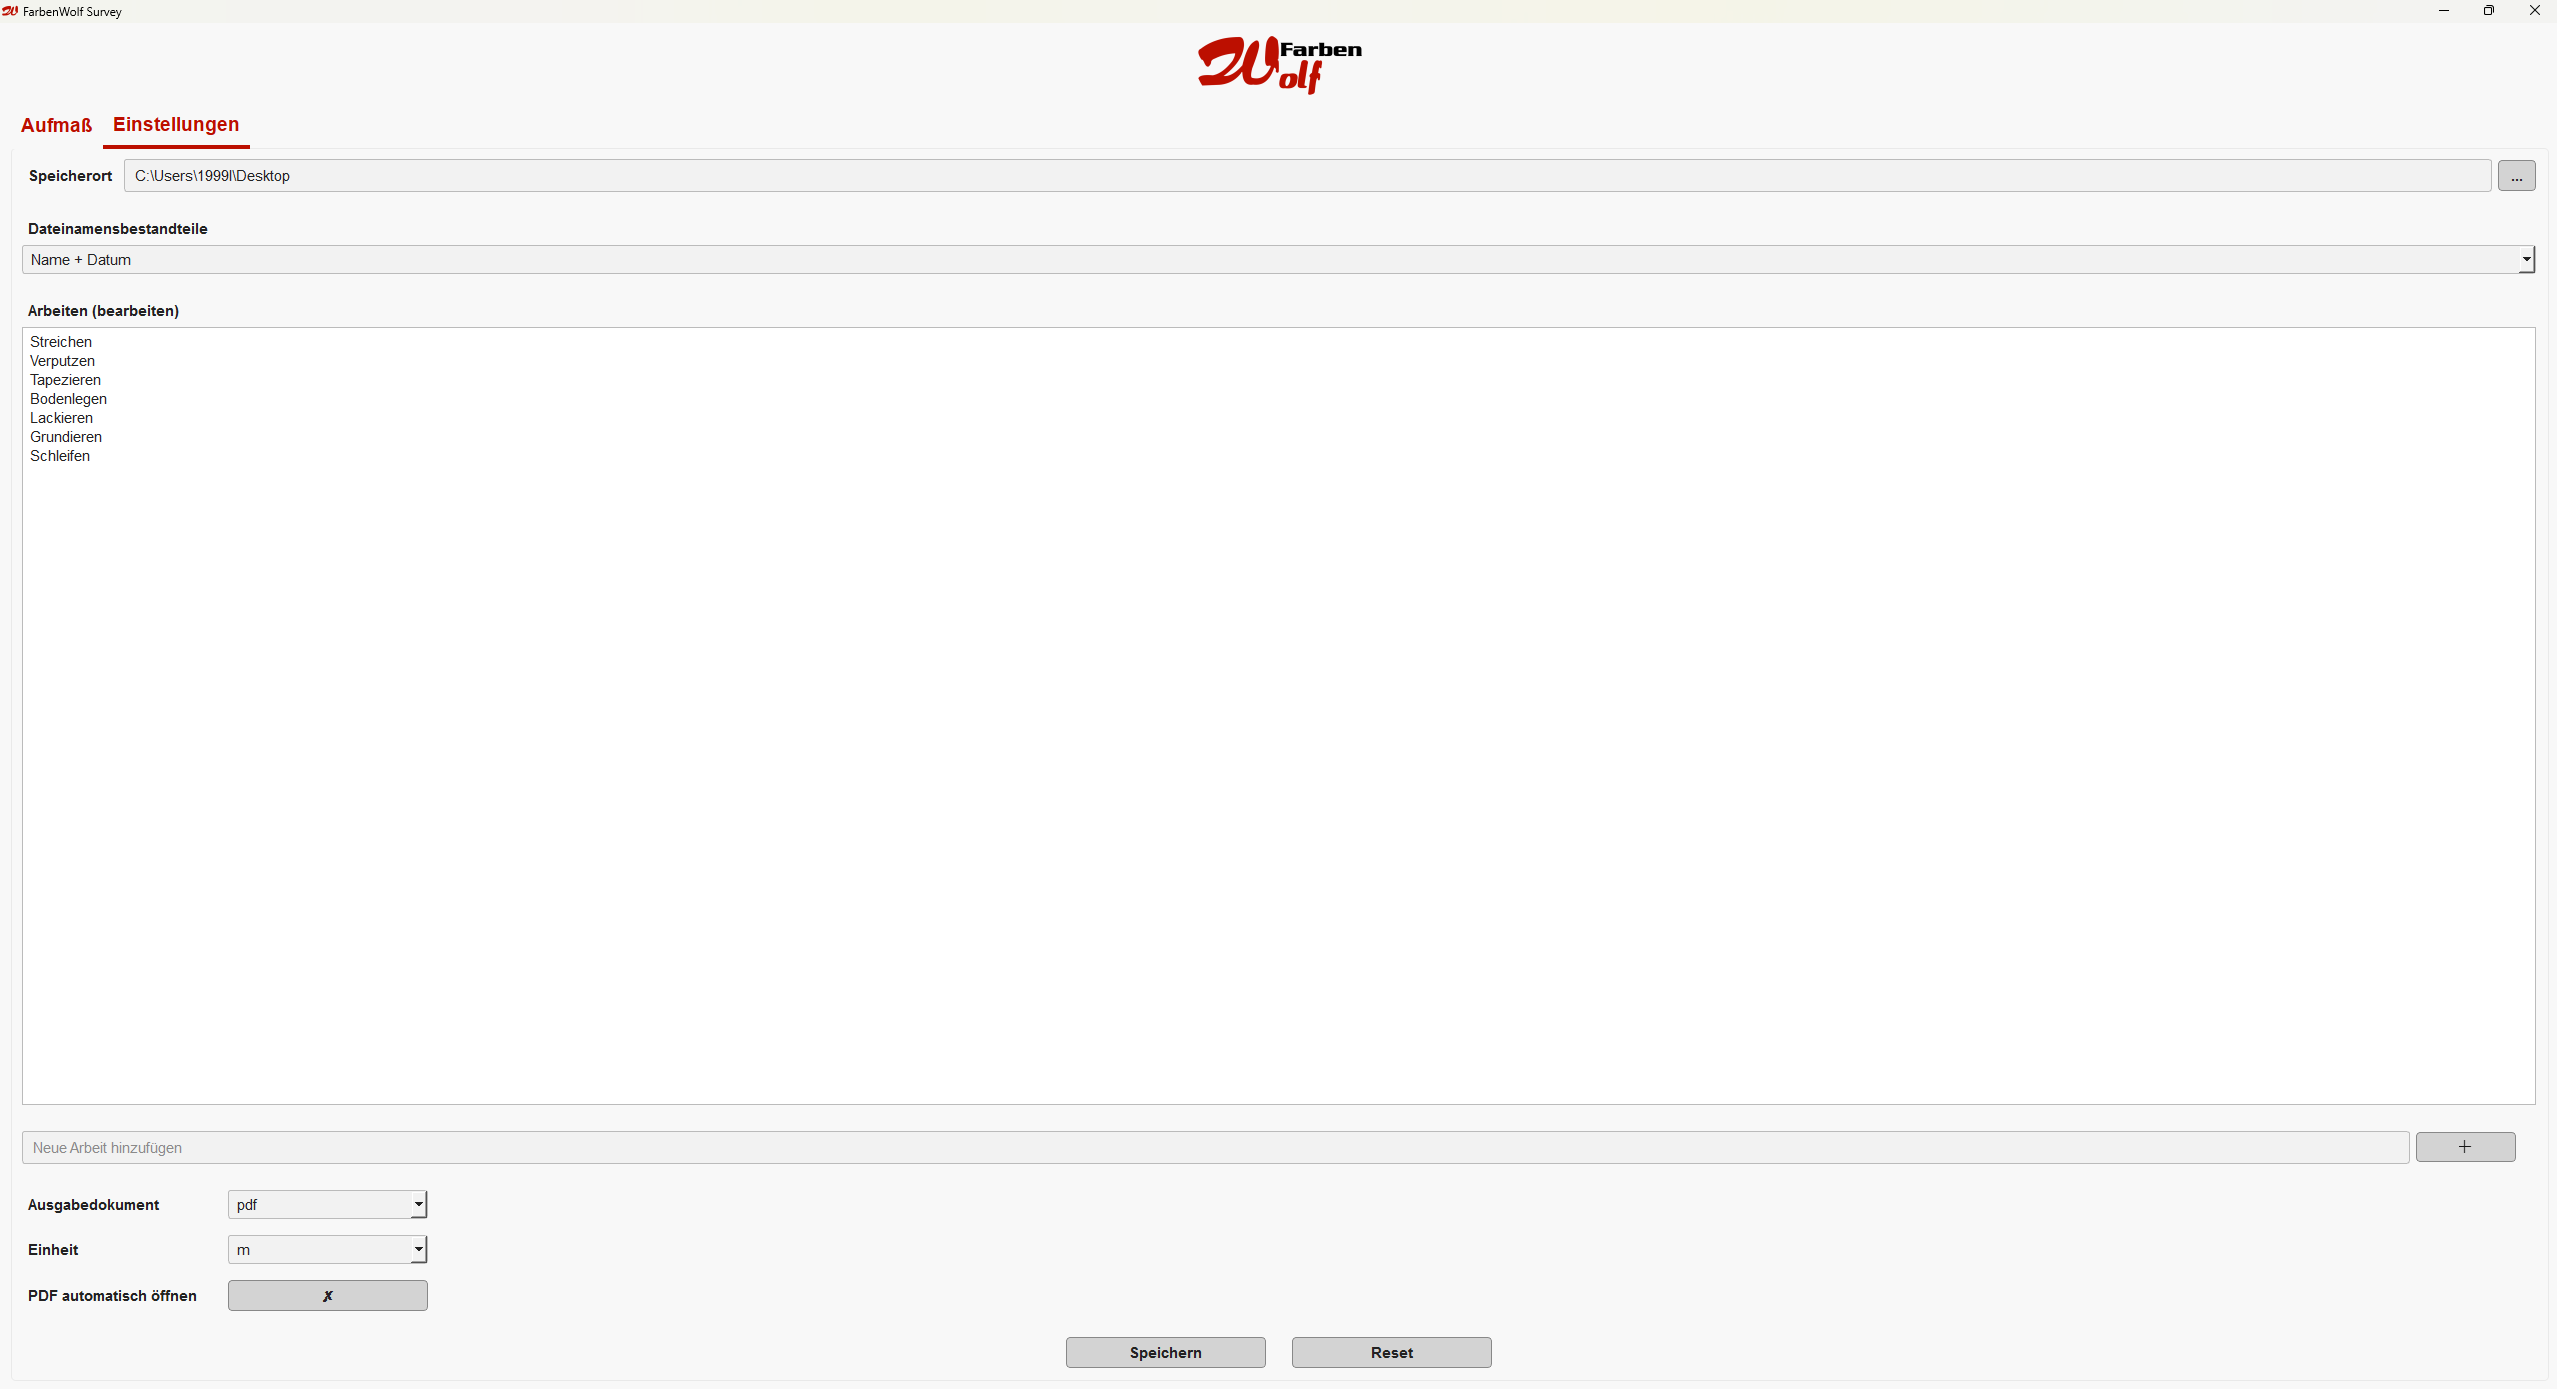 FarbenWolf Survey
Farben
Wolf
Aufmaß Einstellungen
Speicherort C:\Users\1999l\Desktop ...
Dateinamensbestandteile
Name + Datum
Arbeiten (bearbeiten)
Streichen
Verputzen
Tapezieren
Bodenlegen
Lackieren
Grundieren
Schleifen
Neue Arbeit hinzufügen +
Ausgabedokument pdf
Einheit m
PDF automatisch öffnen ✗
Speichern Reset